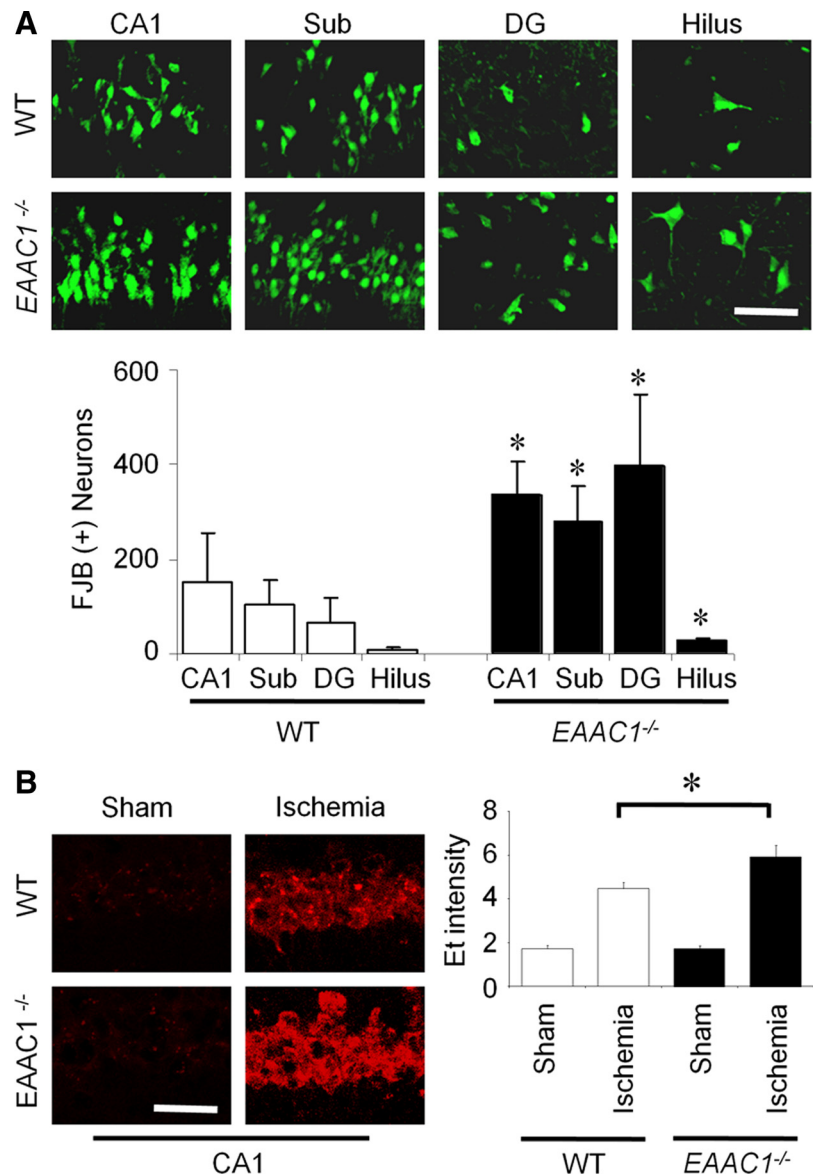 A
CA1 Sub DG Hilus
WT
EAAC1 -/-
FJB (+) Neurons
600
400
200
0
* * * *
CA1 Sub DG Hilus CA1 Sub DG Hilus
WT EAAC1-/-
B
Sham Ischemia
WT
EAAC1 -/-
CA1
Et intensity
8
6
4
2
0
*
Sham Ischemia Sham Ischemia
WT EAAC1-/-